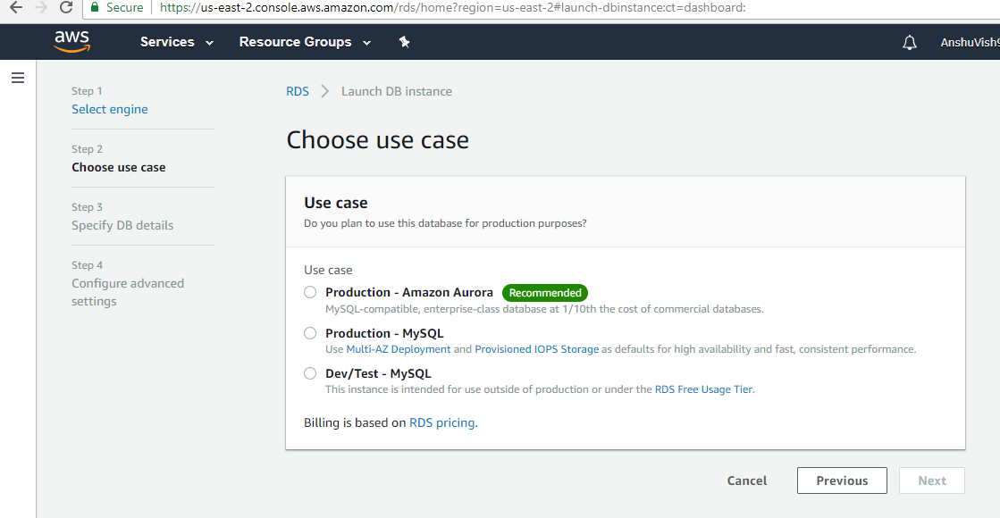 Secure https://us-east-2.console.aws.amazon.com/rds/home?region=us-east-2#launch-dbinstance:ct=dashboard:
aws Services Resource Groups AnshuVish9
Step 1
Select engine
Step 2
Choose use case
Step 3
Specify DB details
Step 4
Configure advanced
settings
RDS > Launch DB instance
Choose use case
Use case
Do you plan to use this database for production purposes?
Use case
Production - Amazon Aurora Recommended
MySQL-compatible, enterprise-class database at 1/10th the cost of commercial databases.
Production - MySQL
Use Multi-AZ Deployment and Provisioned IOPS Storage as defaults for high availability and fast, consistent performance.
Dev/Test - MySQL
This instance is intended for use outside of production or under the RDS Free Usage Tier.
Billing is based on RDS pricing.
Cancel Previous Next